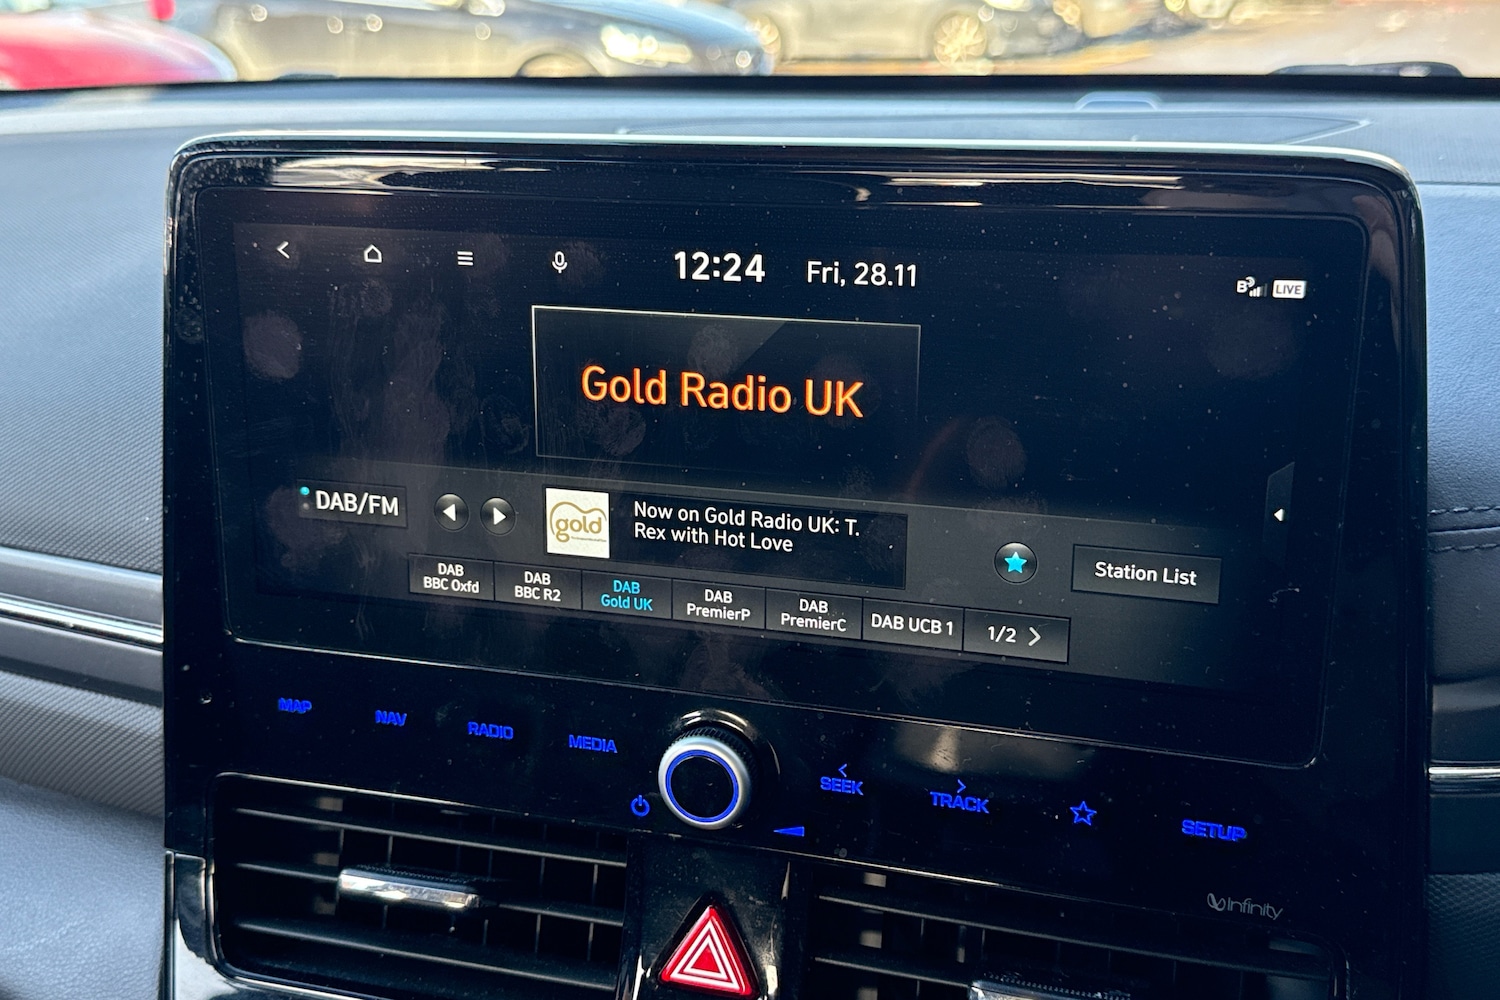 12:24 Fri, 28.11
LIVE
Gold Radio UK
DAB/FM
gold
Now on Gold Radio UK: T.
Rex with Hot Love
Station List
DAB
BBC Oxfd
DAB
BBC R2
DAB
Gold UK
DAB
PremierP
DAB
PremierC
DAB UCB 1
1/2
MAP
NAV
RADIO
MEDIA
SEEK
TRACK
SETUP
Infinity